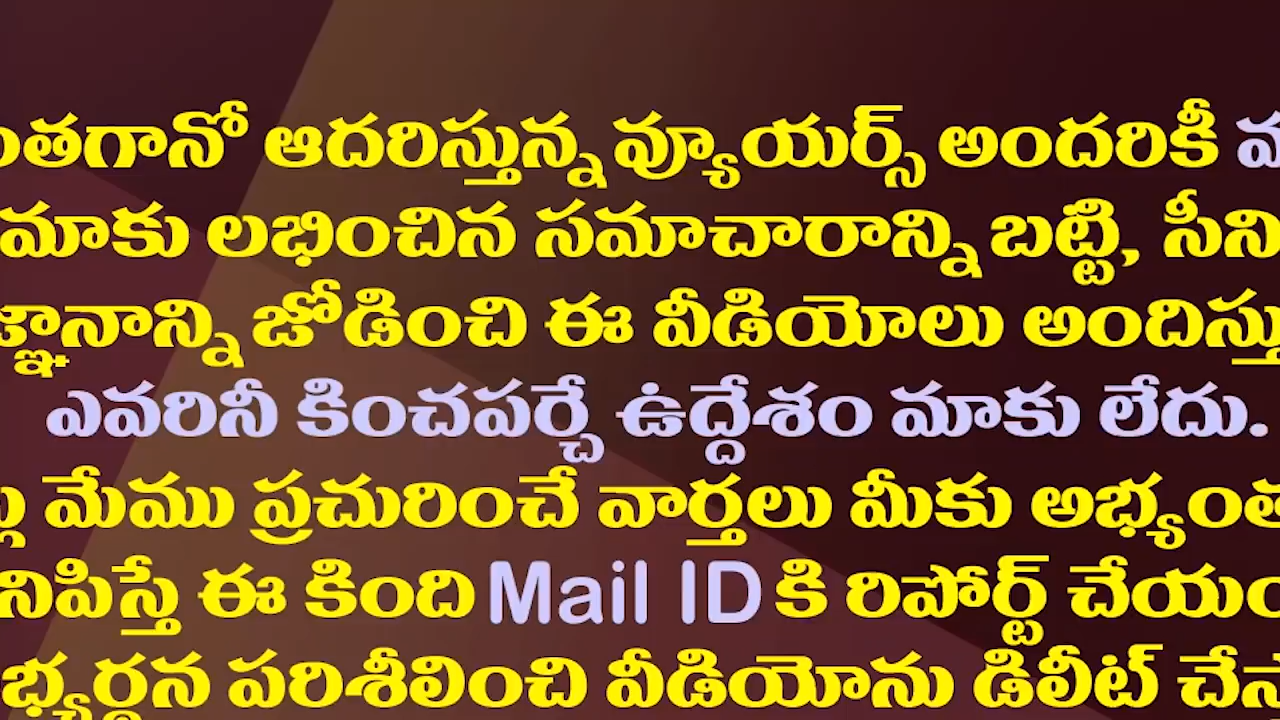 ంతగానో ఆదరిస్తున్న వ్యూయర్స్ అందరికీ
మాకు లభించిన సమాచారాన్ని బట్టి, సీని
జ్ఞానాన్ని జోడించి ఈ వీడియోలు అందిస్తు
ఎవరినీ కించపర్చే ఉద్దేశం మాకు లేదు.
మేము ప్రచురించే వార్తలు మీకు అభ్యంత
నిపిస్తే ఈ కింది Mail ID కి రిపోర్ట్ చేయం
భ్యర్థన పరిశీలించి వీడియోను డిలీట్ చేస